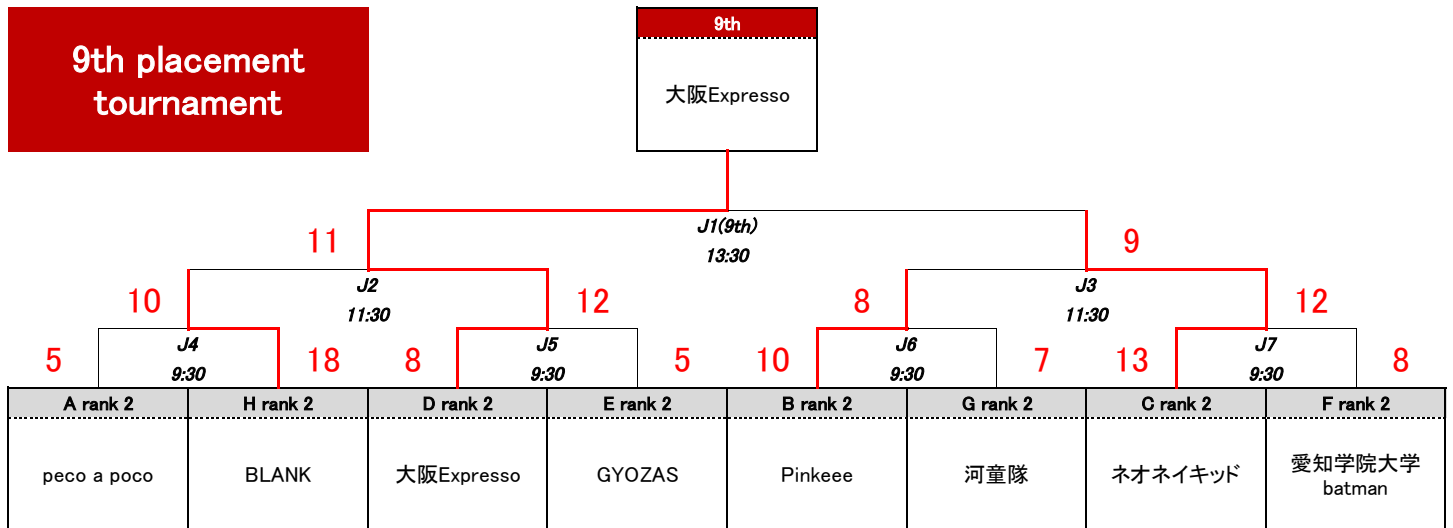 9th placement
tournament
9th
大阪Expresso
J1(9th)
13:30
11
9
J2
11:30
J3
11:30
10
12
8
12
J4
9:30
J5
9:30
J6
9:30
J7
9:30
5
18
8
5
10
7
13
8
A rank 2
H rank 2
D rank 2
E rank 2
B rank 2
G rank 2
C rank 2
F rank 2
peco a poco
BLANK
大阪Expresso
GYOZAS
Pinkeee
河童隊
ネオネイキッド
愛知学院大学
batman